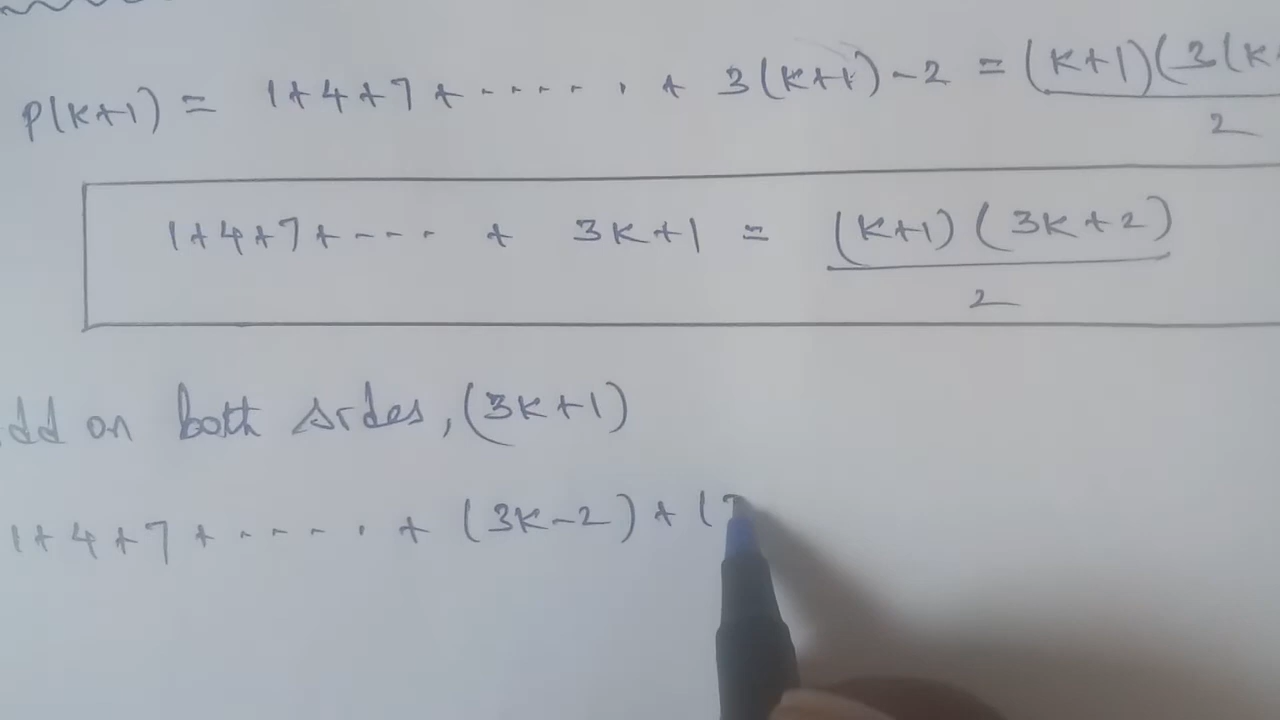 P(k+1) = 1+4+7+......+ 3(k+1)-2 = (k+1)(3(k
2
1+4+7+.... + 3k+1 = (k+1)(3k+2)
2
dd on both sides, (3k+1)
1+4+7+.....+ (3k-2) + (3